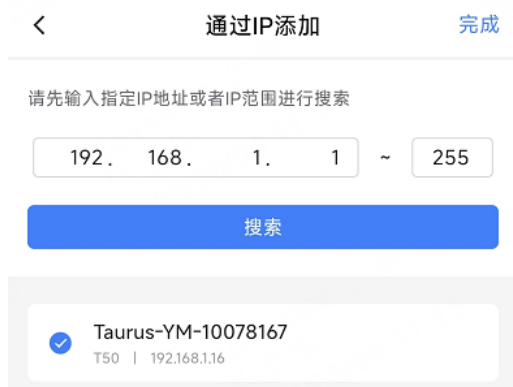 通过IP添加 完成
请先输入指定IP地址或者IP范围进行搜索
192. 168. 1. 1 ~ 255
搜索
Taurus-YM-10078167
T50 | 192.168.1.16